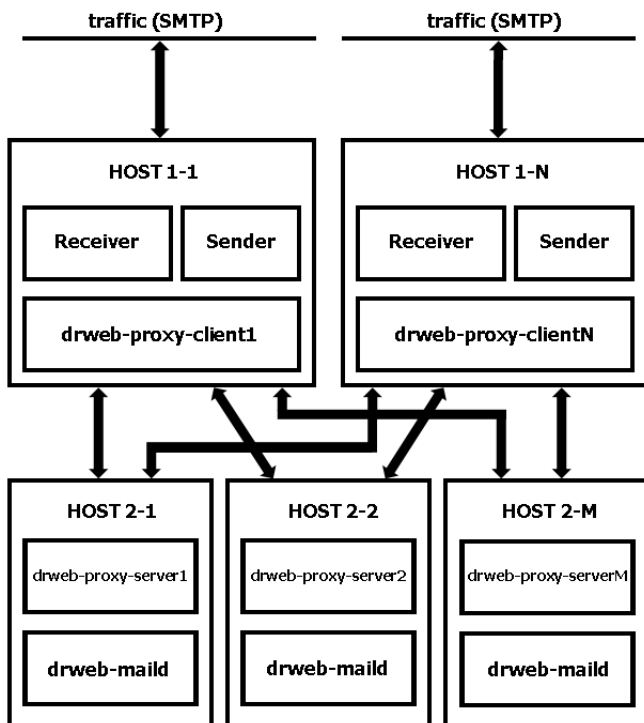 traffic (SMTP)
traffic (SMTP)
HOST 1-1
Receiver
Sender
drweb-proxy-client1
HOST 1-N
Receiver
Sender
drweb-proxy-clientN
HOST 2-1
drweb-proxy-server1
drweb-maild
HOST 2-2
drweb-proxy-server2
drweb-maild
HOST 2-M
drweb-proxy-serverM
drweb-maild